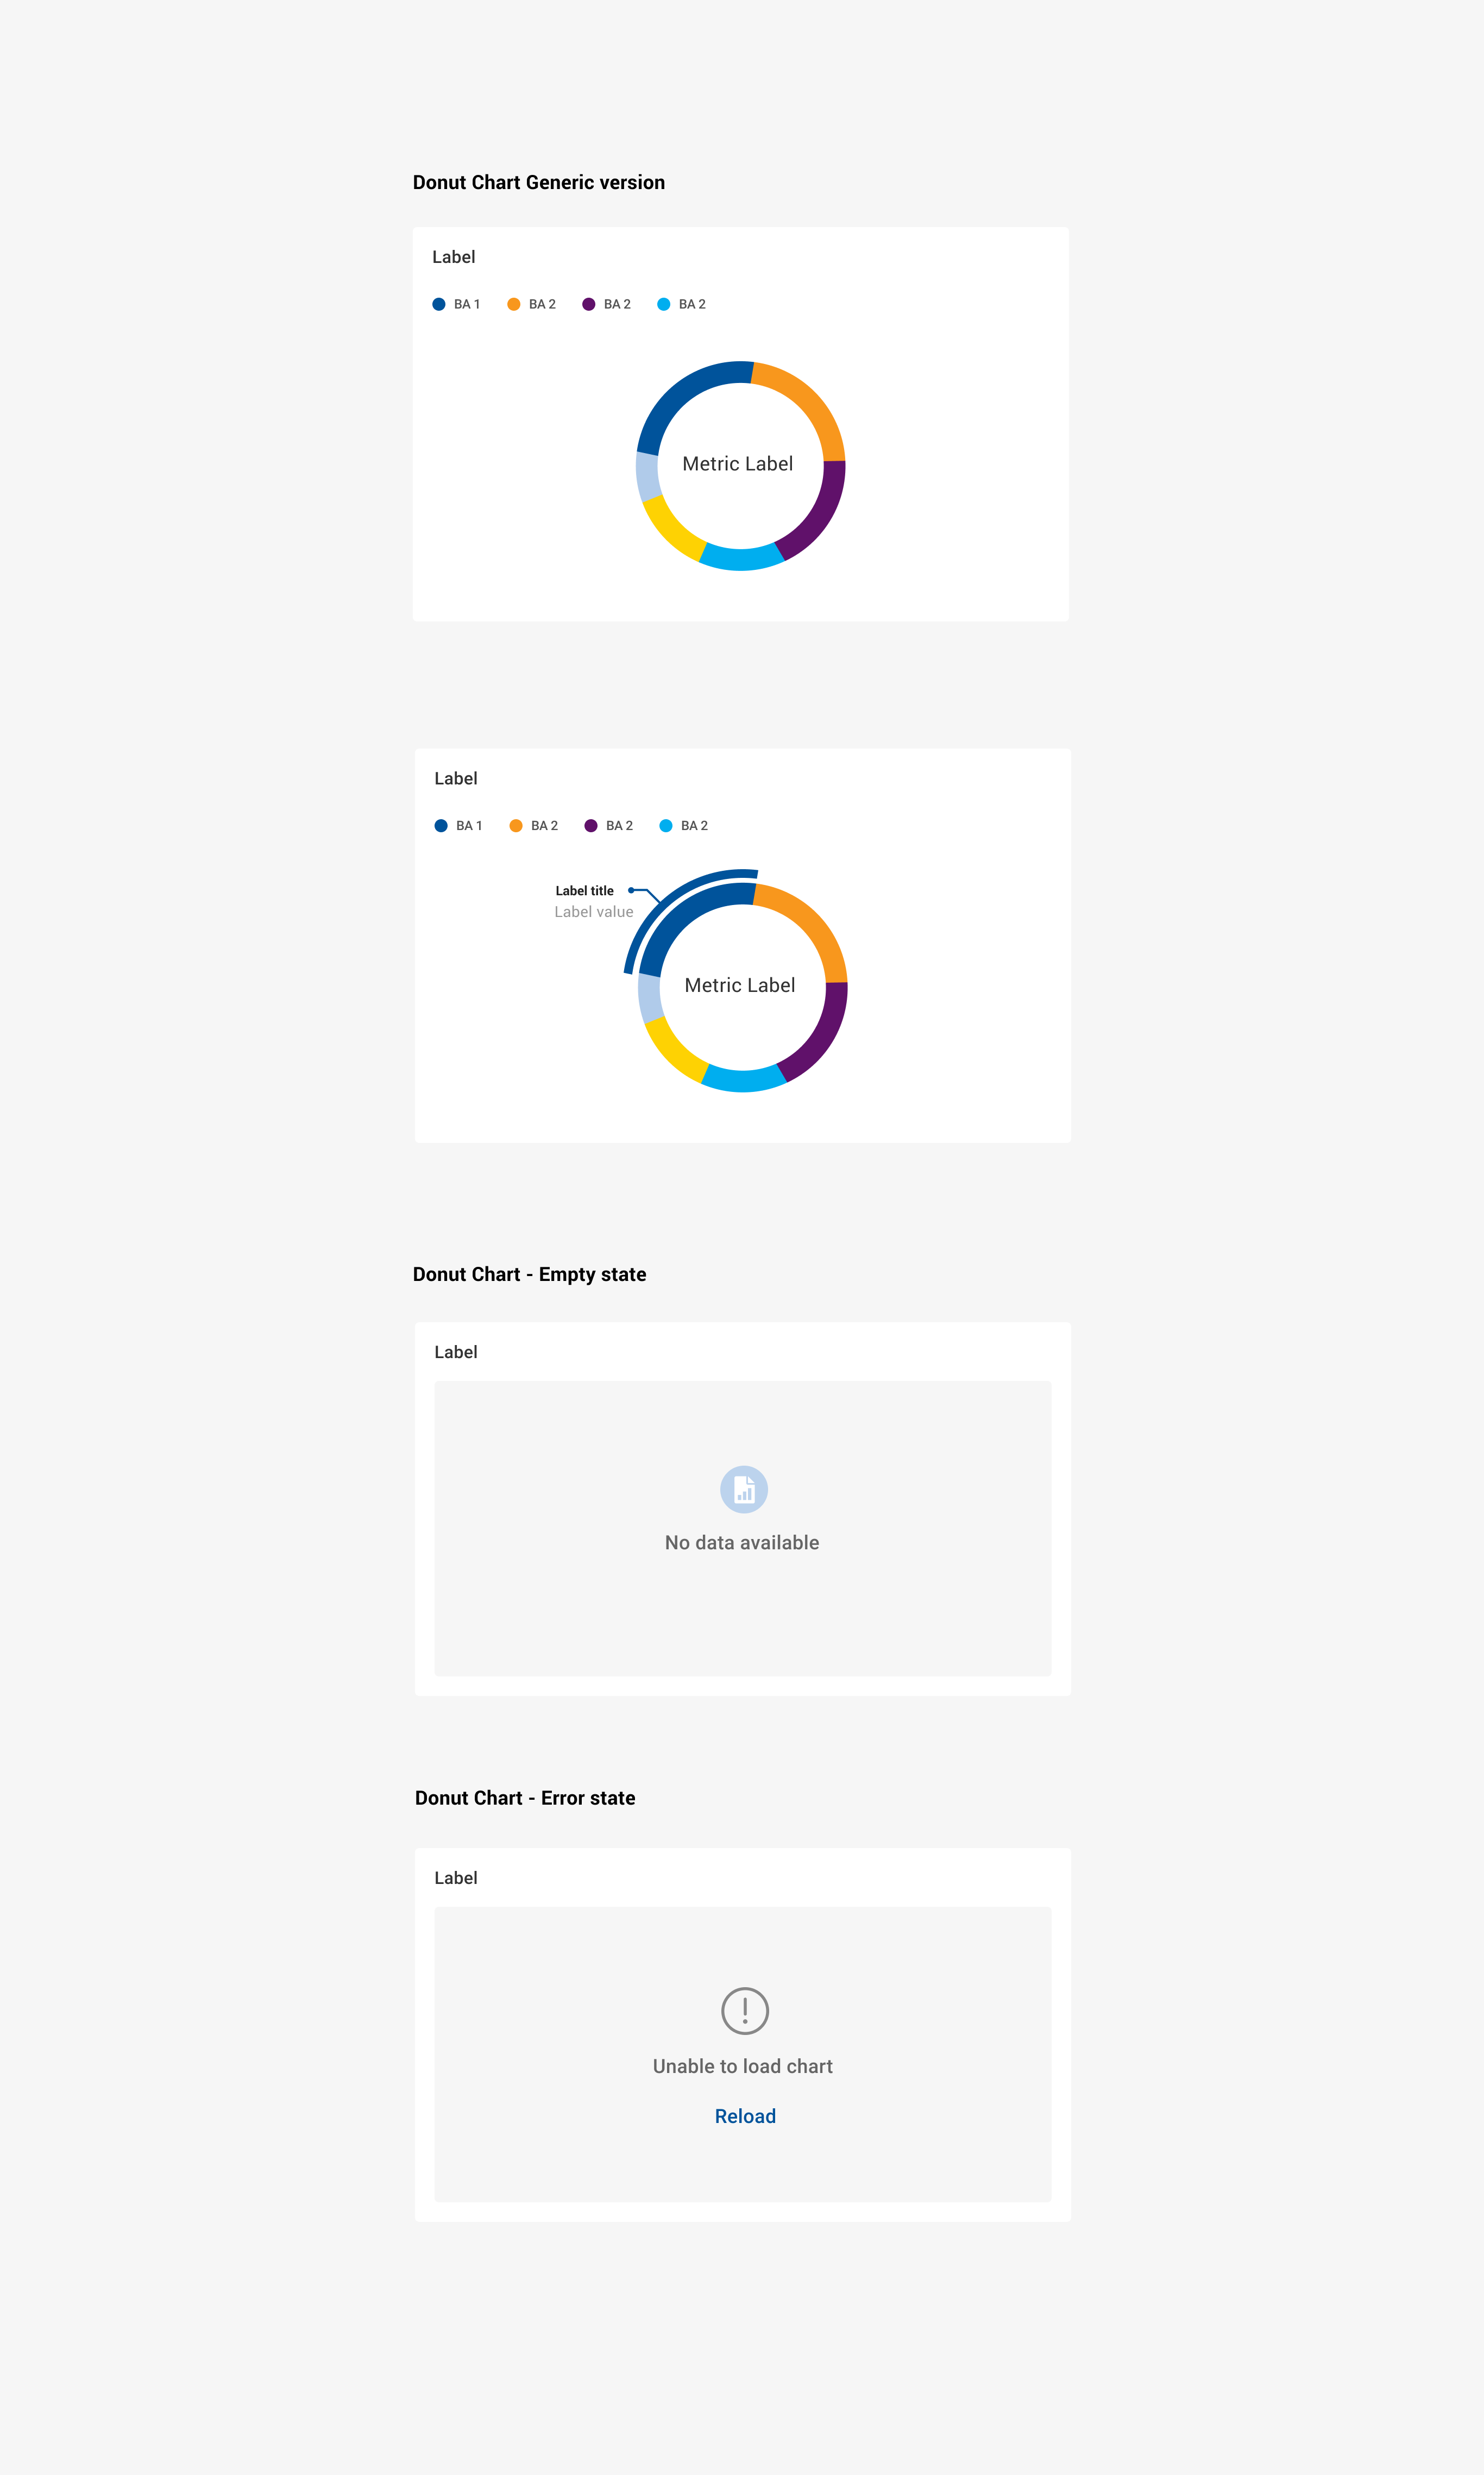 Donut Chart Generic version
Label
BA 1 BA 2 BA 2 BA 2
Metric Label
Label
BA 1 BA 2 BA 2 BA 2
Label title
Label value
Metric Label
Donut Chart - Empty state
Label
No data available
Donut Chart - Error state
Label
Unable to load chart
Reload